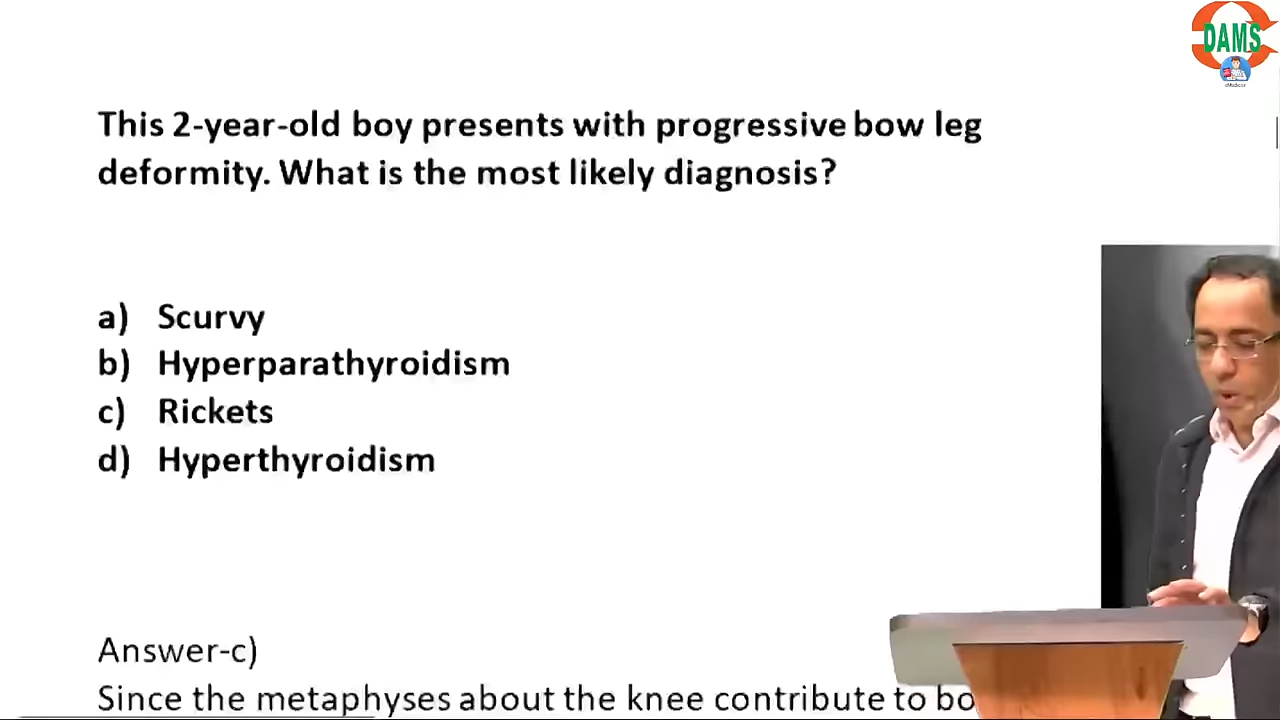 DAMS
eMedicoz
This 2-year-old boy presents with progressive bow leg
deformity. What is the most likely diagnosis?
a) Scurvy
b) Hyperparathyroidism
c) Rickets
d) Hyperthyroidism
Answer-c)
Since the metaphyses about the knee contribute to